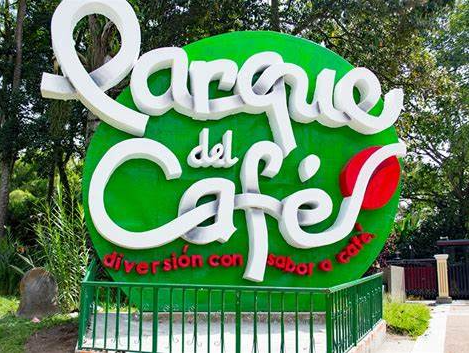 Parque
del
Café
diversión con sabor a café!